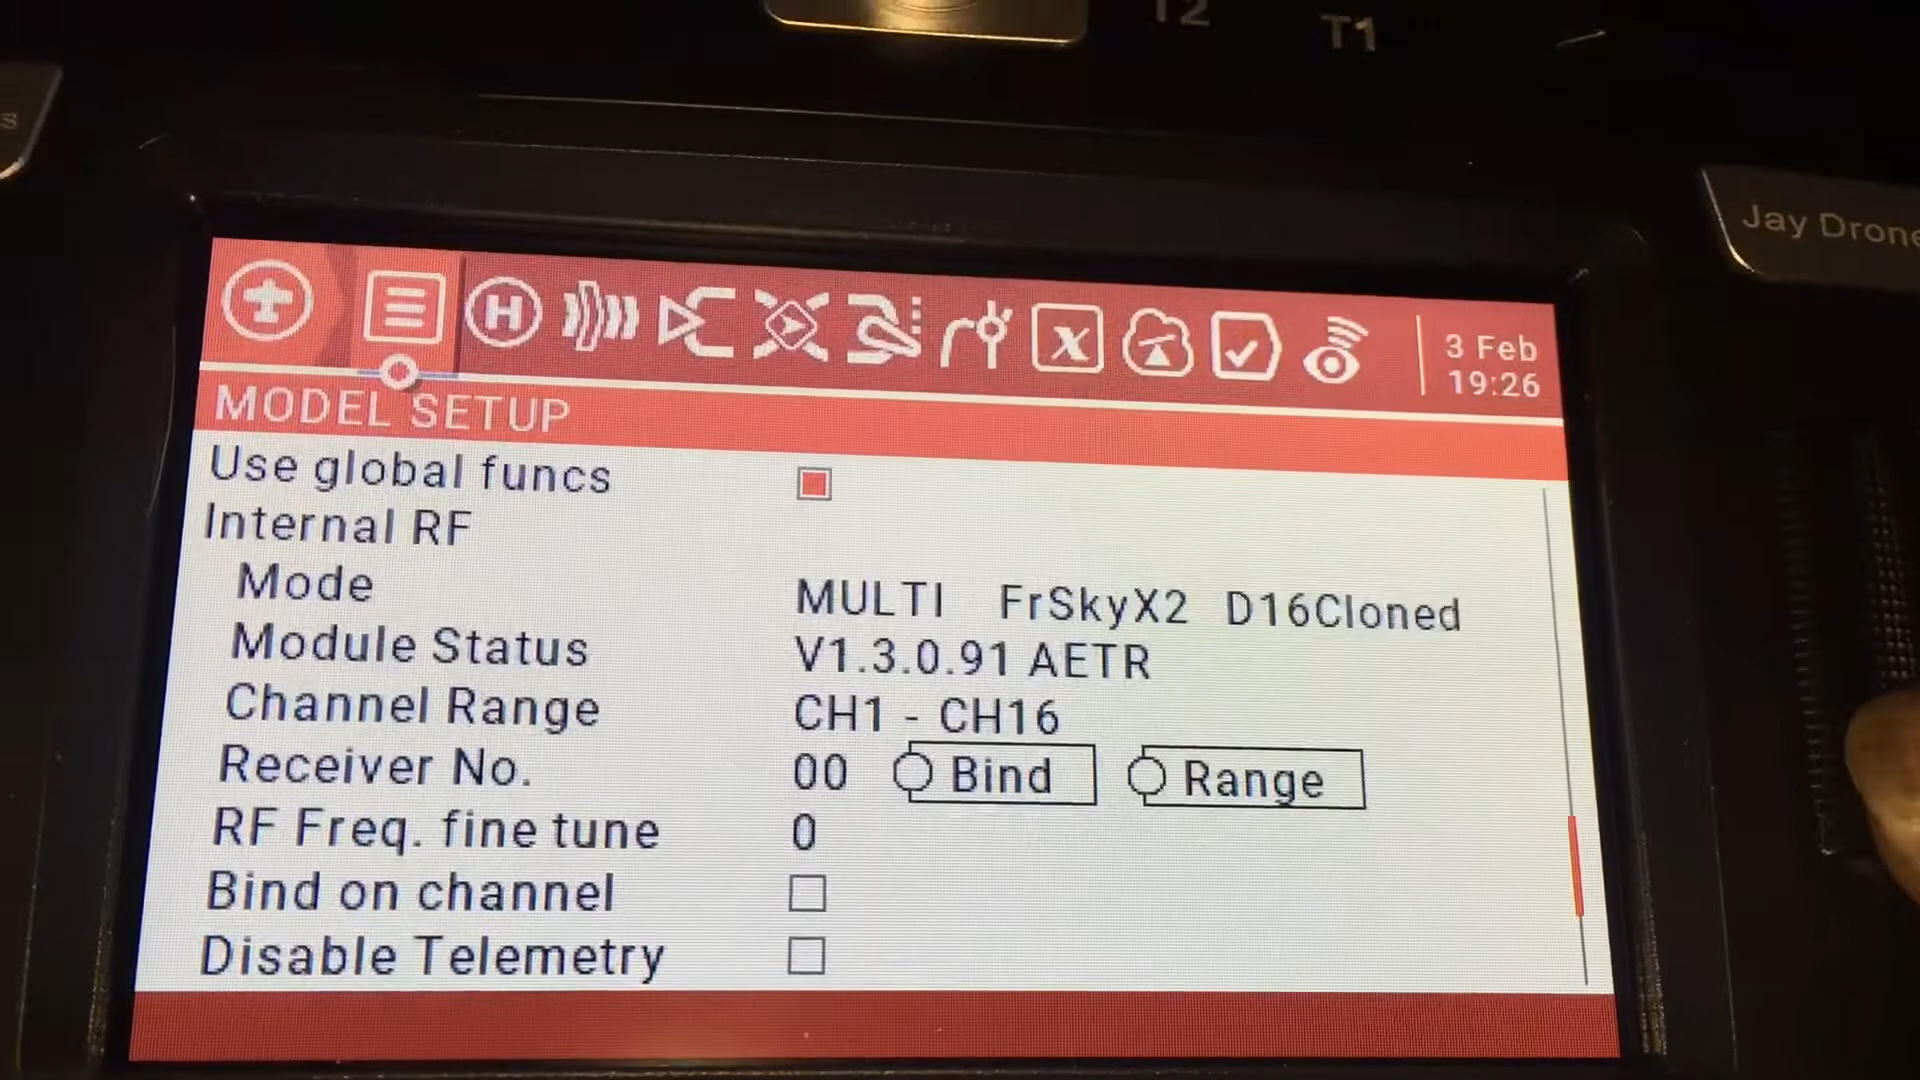 T2
T1
s
Jay Drone
3 Feb
19:26
MODEL SETUP
Use global funcs
Internal RF
Mode MULTI FrSkyX2 D16Cloned
Module Status V1.3.0.91 AETR
Channel Range CH1 - CH16
Receiver No. 00 Bind Range
RF Freq. fine tune 0
Bind on channel
Disable Telemetry